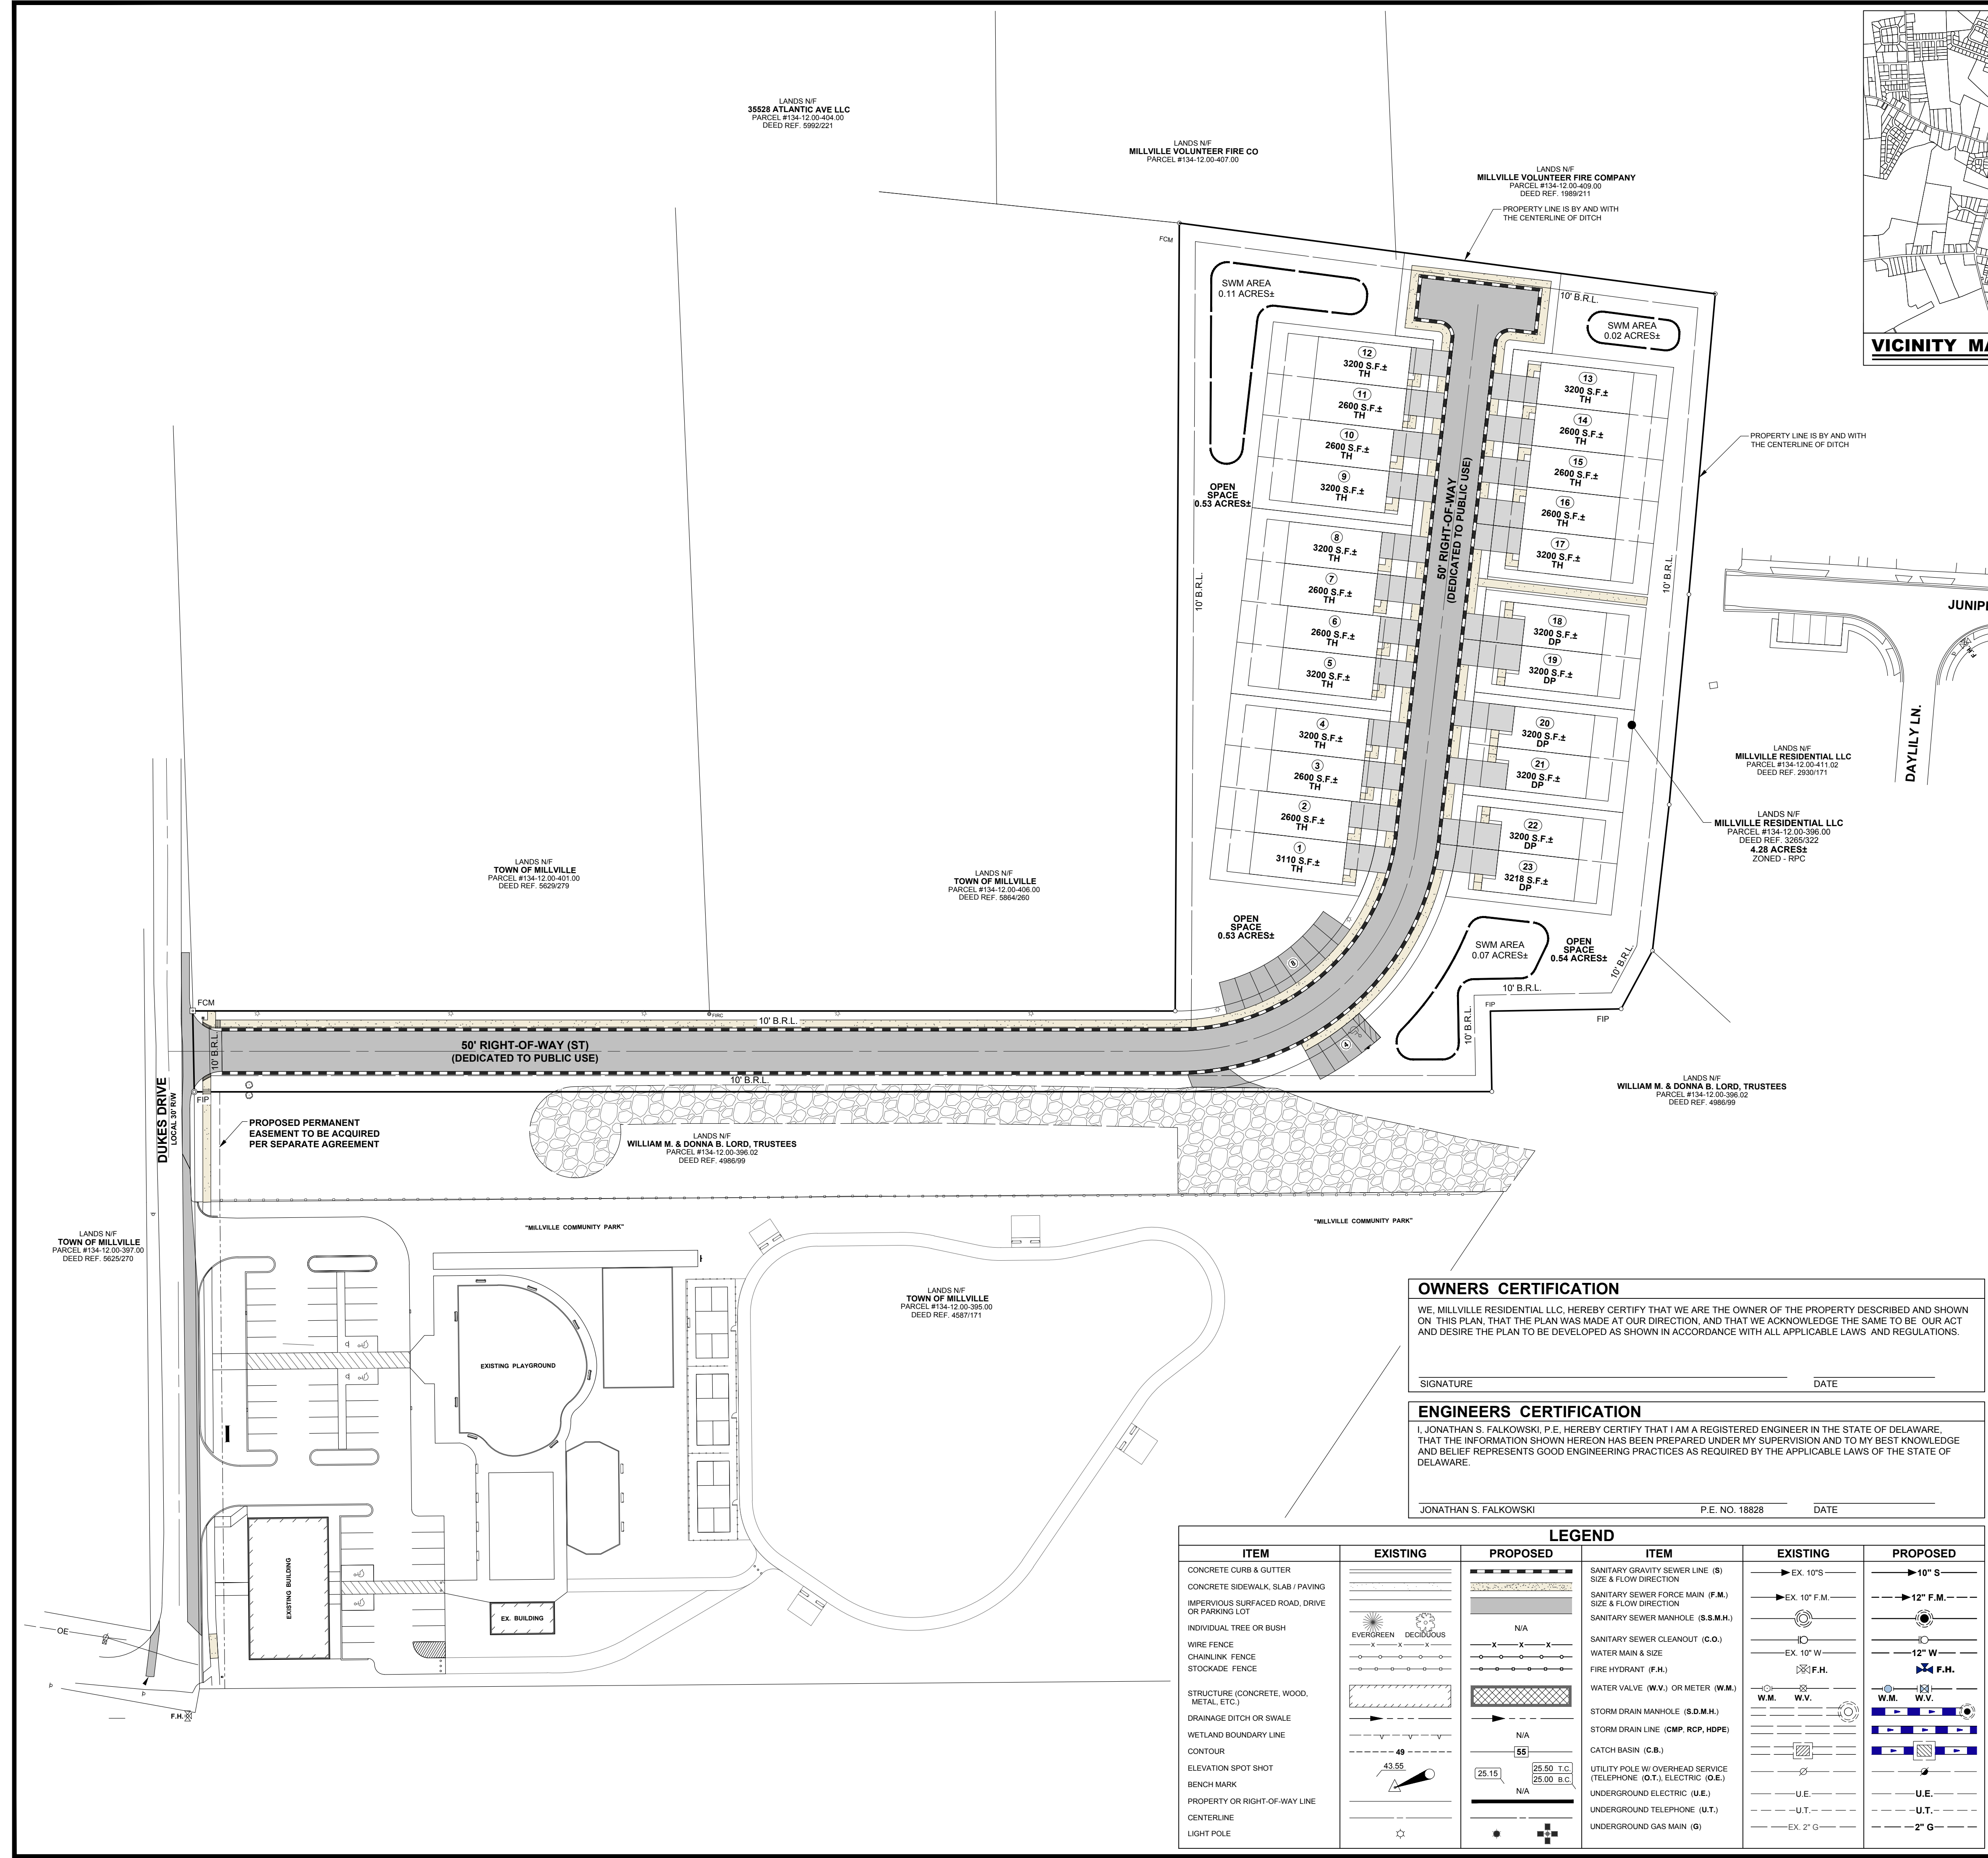 LANDS N/F
35528 ATLANTIC AVE LLC
PARCEL #134-12.00-404.00
DEED REF. 5992/221
LANDS N/F
MILLVILLE VOLUNTEER FIRE CO
PARCEL #134-12.00-407.00
LANDS N/F
MILLVILLE VOLUNTEER FIRE COMPANY
PARCEL #134-12.00-409.00
DEED REF. 1989/211
PROPERTY LINE IS BY AND WITH
THE CENTERLINE OF DITCH
VICINITY MA
FCM
SWM AREA
0.11 ACRES±
10' B.R.L.
SWM AREA
0.02 ACRES±
12
3200 S.F.±
TH
11
2600 S.F.±
TH
10
2600 S.F.±
TH
9
3200 S.F.±
TH
8
3200 S.F.±
TH
7
2600 S.F.±
TH
6
2600 S.F.±
TH
5
3200 S.F.±
TH
4
3200 S.F.±
TH
3
2600 S.F.±
TH
2
2600 S.F.±
TH
1
3110 S.F.±
TH
13
3200 S.F.±
TH
14
2600 S.F.±
TH
15
2600 S.F.±
TH
16
2600 S.F.±
TH
17
3200 S.F.±
TH
18
3200 S.F.±
DP
19
3200 S.F.±
DP
20
3200 S.F.±
DP
21
3200 S.F.±
DP
22
3200 S.F.±
DP
23
3218 S.F.±
DP
50' RIGHT-OF-WAY
(DEDICATED TO PUBLIC USE)
OPEN
SPACE
0.53 ACRES±
10' B.R.L.
10' B.R.L.
PROPERTY LINE IS BY AND WITH
THE CENTERLINE OF DITCH
JUNIP
DAYLILY LN.
LANDS N/F
MILLVILLE RESIDENTIAL LLC
PARCEL #134-12.00-411.02
DEED REF. 2930/171
LANDS N/F
MILLVILLE RESIDENTIAL LLC
PARCEL #134-12.00-396.00
DEED REF. 3265/322
4.28 ACRES±
ZONED - RPC
LANDS N/F
TOWN OF MILLVILLE
PARCEL #134-12.00-401.00
DEED REF. 5629/279
LANDS N/F
TOWN OF MILLVILLE
PARCEL #134-12.00-406.00
DEED REF. 5864/260
OPEN
SPACE
0.53 ACRES±
8
4
SWM AREA
0.07 ACRES±
OPEN
SPACE
0.54 ACRES±
10' B.R.L.
10' B.R.L.
10' B.R.L.
FIP
FIP
FCM
FIRC
10' B.R.L.
10' B.R.L.
50' RIGHT-OF-WAY (ST)
(DEDICATED TO PUBLIC USE)
10' B.R.L.
FIP
DUKES DRIVE
LOCAL 30' R/W
PROPOSED PERMANENT
EASEMENT TO BE ACQUIRED
PER SEPARATE AGREEMENT
LANDS N/F
WILLIAM M. & DONNA B. LORD, TRUSTEES
PARCEL #134-12.00-396.02
DEED REF. 4986/99
LANDS N/F
WILLIAM M. & DONNA B. LORD, TRUSTEES
PARCEL #134-12.00-396.02
DEED REF. 4986/99
LANDS N/F
TOWN OF MILLVILLE
PARCEL #134-12.00-397.00
DEED REF. 5625/270
"MILLVILLE COMMUNITY PARK"
"MILLVILLE COMMUNITY PARK"
LANDS N/F
TOWN OF MILLVILLE
PARCEL #134-12.00-395.00
DEED REF. 4587/171
EXISTING PLAYGROUND
EXISTING BUILDING
EX. BUILDING
OE
F.H.
OWNERS CERTIFICATION
WE, MILLVILLE RESIDENTIAL LLC, HEREBY CERTIFY THAT WE ARE THE OWNER OF THE PROPERTY DESCRIBED AND SHOWN
ON THIS PLAN, THAT THE PLAN WAS MADE AT OUR DIRECTION, AND THAT WE ACKNOWLEDGE THE SAME TO BE OUR ACT
AND DESIRE THE PLAN TO BE DEVELOPED AS SHOWN IN ACCORDANCE WITH ALL APPLICABLE LAWS AND REGULATIONS.
SIGNATURE DATE
ENGINEERS CERTIFICATION
I, JONATHAN S. FALKOWSKI, P.E, HEREBY CERTIFY THAT I AM A REGISTERED ENGINEER IN THE STATE OF DELAWARE,
THAT THE INFORMATION SHOWN HEREON HAS BEEN PREPARED UNDER MY SUPERVISION AND TO MY BEST KNOWLEDGE
AND BELIEF REPRESENTS GOOD ENGINEERING PRACTICES AS REQUIRED BY THE APPLICABLE LAWS OF THE STATE OF
DELAWARE.
JONATHAN S. FALKOWSKI P.E. NO. 18828 DATE
LEGEND
ITEM EXISTING PROPOSED ITEM EXISTING PROPOSED
CONCRETE CURB & GUTTER
CONCRETE SIDEWALK, SLAB / PAVING
IMPERVIOUS SURFACED ROAD, DRIVE
OR PARKING LOT
INDIVIDUAL TREE OR BUSH EVERGREEN DECIDUOUS N/A
WIRE FENCE X X X X X X
CHAINLINK FENCE
STOCKADE FENCE
STRUCTURE (CONCRETE, WOOD,
METAL, ETC.)
DRAINAGE DITCH OR SWALE
WETLAND BOUNDARY LINE N/A
CONTOUR 49 55
ELEVATION SPOT SHOT 43.55 25.15 25.50 T.C.
25.00 B.C.
BENCH MARK N/A
PROPERTY OR RIGHT-OF-WAY LINE
CENTERLINE
LIGHT POLE
SANITARY GRAVITY SEWER LINE (S)
SIZE & FLOW DIRECTION EX. 10"S 10" S
SANITARY SEWER FORCE MAIN (F.M.)
SIZE & FLOW DIRECTION EX. 10" F.M. 12" F.M.
SANITARY SEWER MANHOLE (S.S.M.H.)
SANITARY SEWER CLEANOUT (C.O.)
WATER MAIN & SIZE EX. 10" W 12" W
FIRE HYDRANT (F.H.) F.H. F.H.
WATER VALVE (W.V.) OR METER (W.M.)
W.M. W.V. W.M. W.V.
STORM DRAIN MANHOLE (S.D.M.H.)
STORM DRAIN LINE (CMP, RCP, HDPE)
CATCH BASIN (C.B.)
UTILITY POLE W/ OVERHEAD SERVICE
(TELEPHONE (O.T.), ELECTRIC (O.E.)
UNDERGROUND ELECTRIC (U.E.) U.E. U.E.
UNDERGROUND TELEPHONE (U.T.) U.T. U.T.
UNDERGROUND GAS MAIN (G) EX. 2" G 2" G